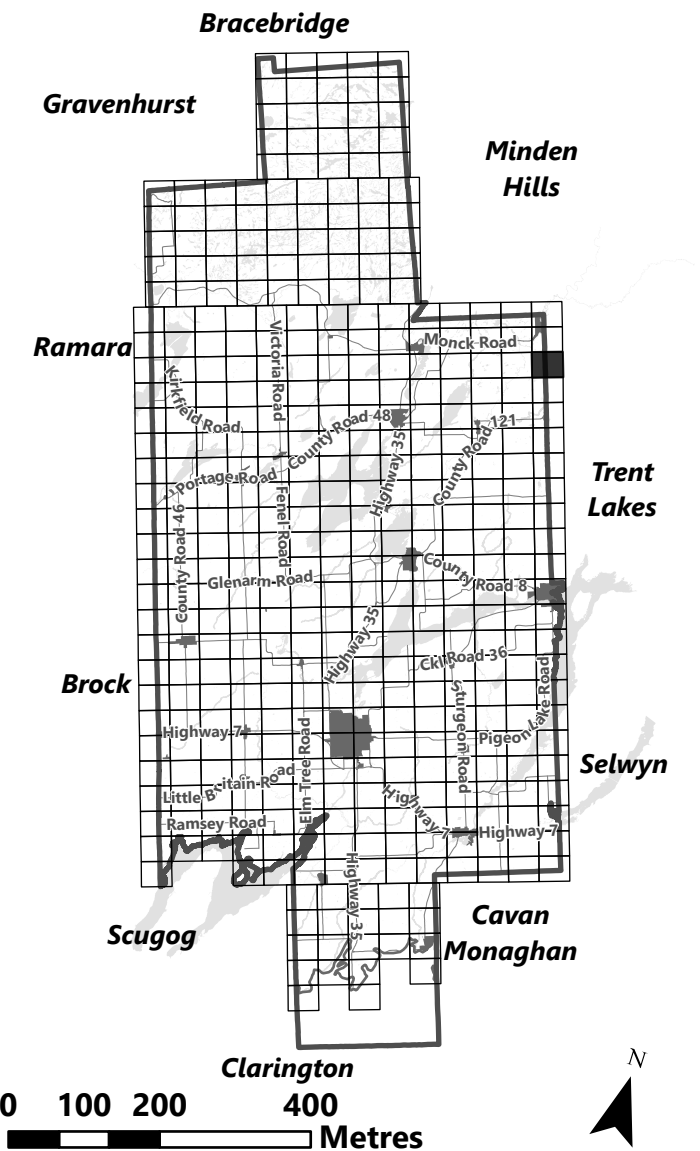 Bracebridge
Gravenhurst
Minden
Hills
Ramara
Monck Road
Victoria Road
Kirkfield Road
County Road 48
121
County Road
Highway 35
Portage Road
Trent
Lakes
Fenel Road
County Road 46
Glenarm Road
County Road 8
Highway 35
Ckl Road 36
Brock
Sturgeon Road
Pigeon Lake Road
Highway 7
Elm Tree Road
Selwyn
Little Britain Road
Highway 7
Ramsey Road
Highway 7
Highway 35
Scugog
Cavan
Monaghan
Clarington
N
0 100 200 400
Metres